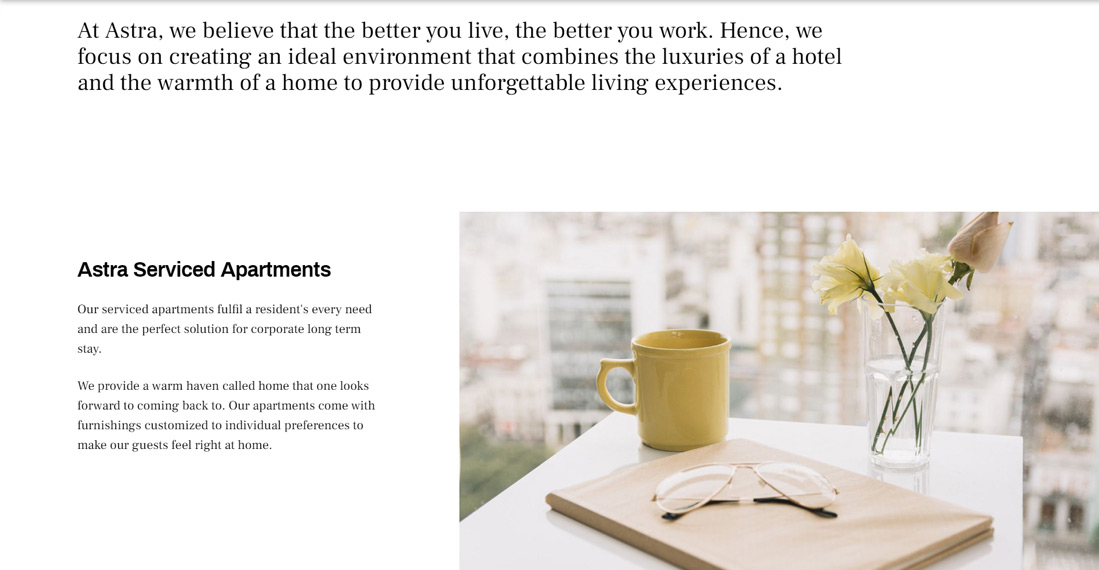 At Astra, we believe that the better you live, the better you work. Hence, we
focus on creating an ideal environment that combines the luxuries of a hotel
and the warmth of a home to provide unforgettable living experiences.
Astra Serviced Apartments
Our serviced apartments fulfil a resident's every need
and are the perfect solution for corporate long term
stay.
We provide a warm haven called home that one looks
forward to coming back to. Our apartments come with
furnishings customized to individual preferences to
make our guests feel right at home.